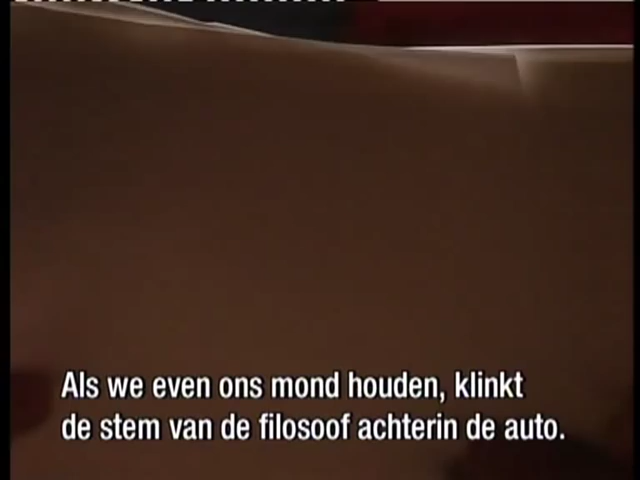 Als we even ons mond houden, klinkt
de stem van de filosoof achterin de auto.